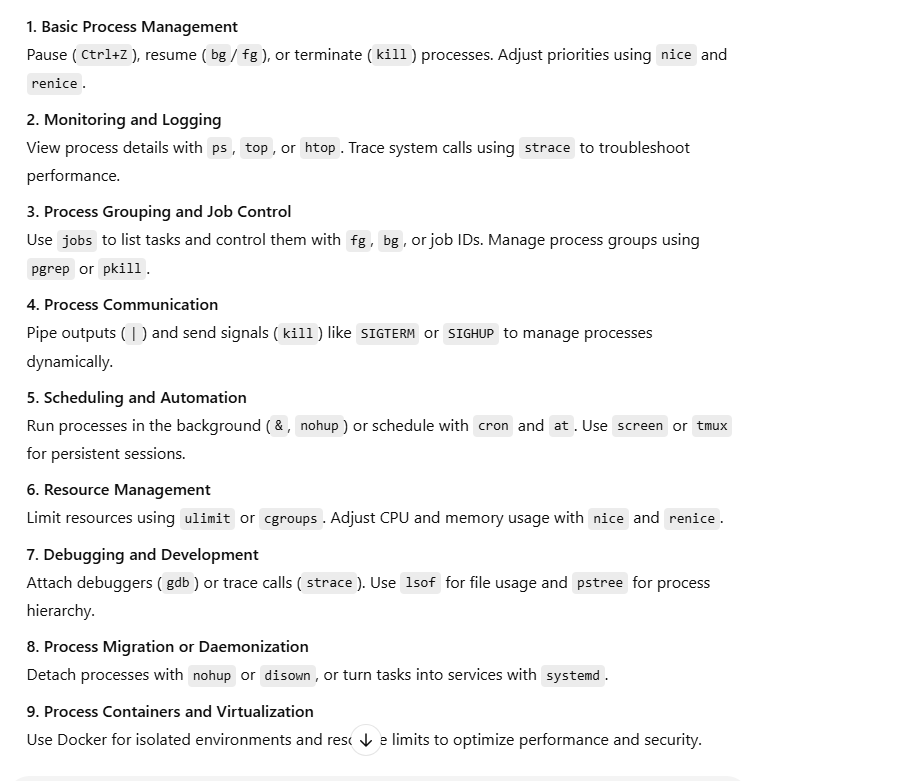 1. Basic Process Management
Pause (Ctrl+Z), resume (bg/fg), or terminate (kill) processes. Adjust priorities using nice and
renice.
2. Monitoring and Logging
View process details with ps, top, or htop. Trace system calls using strace to troubleshoot
performance.
3. Process Grouping and Job Control
Use jobs to list tasks and control them with fg, bg, or job IDs. Manage process groups using
pgrep or pkill.
4. Process Communication
Pipe outputs (|) and send signals (kill) like SIGTERM or SIGHUP to manage processes
dynamically.
5. Scheduling and Automation
Run processes in the background (&, nohup) or schedule with cron and at. Use screen or tmux
for persistent sessions.
6. Resource Management
Limit resources using ulimit or cgroups. Adjust CPU and memory usage with nice and renice.
7. Debugging and Development
Attach debuggers (gdb) or trace calls (strace). Use lsof for file usage and pstree for process
hierarchy.
8. Process Migration or Daemonization
Detach processes with nohup or disown, or turn tasks into services with systemd.
9. Process Containers and Virtualization
Use Docker for isolated environments and limits to optimize performance and security.